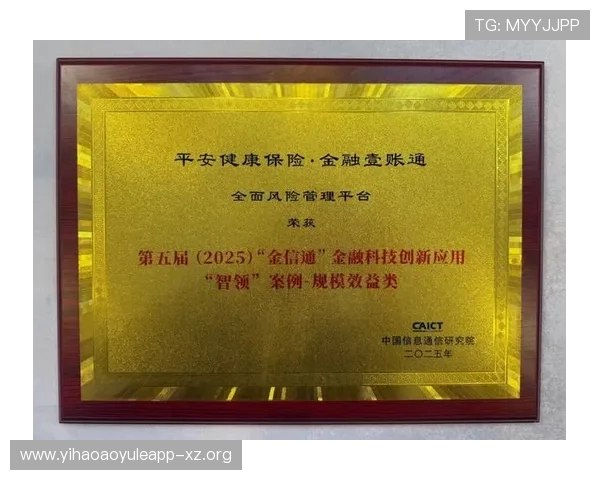 TG: MYYJJPP
平安健康保险·金融壹账通
全面风险管理平台
荣获
第五届(2025)“金信通”金融科技创新应用
“智领”案例-规模效益类
CAICT
中国信息通信研究院
二〇二五年
www.yihaoaoyuleapp-xz.org